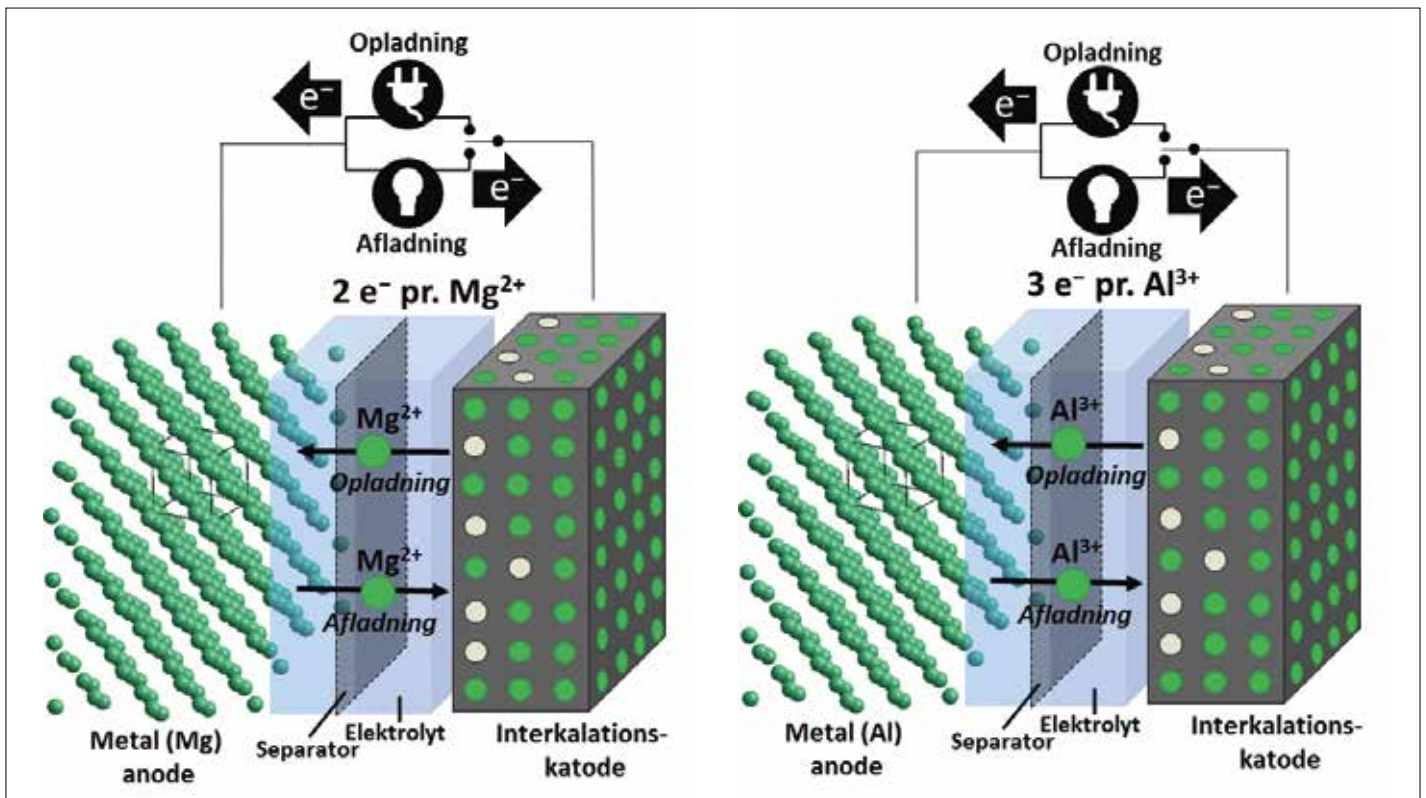 Opladning
e⁻
e⁻
Afladning
2 e⁻ pr. Mg²⁺
Mg²⁺
Opladning
Mg²⁺
Afladning
Metal (Mg)
anode
Separator
Elektrolyt
Interkalations-
katode
Opladning
e⁻
e⁻
Afladning
3 e⁻ pr. Al³⁺
Al³⁺
Opladning
Al³⁺
Afladning
Metal (Al)
anode
Separator
Elektrolyt
Interkalations-
katode